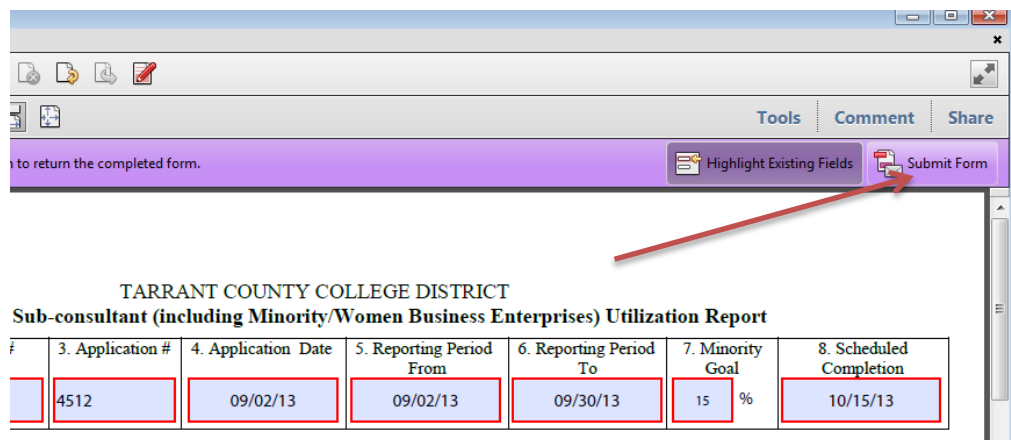 Tools Comment Share
to return the completed form. Highlight Existing Fields Submit Form
TARRANT COUNTY COLLEGE DISTRICT
Sub-consultant (including Minority/Women Business Enterprises) Utilization Report
# 3. Application # 4. Application Date 5. Reporting Period From 6. Reporting Period To 7. Minority Goal 8. Scheduled Completion
4512 09/02/13 09/02/13 09/30/13 15 % 10/15/13